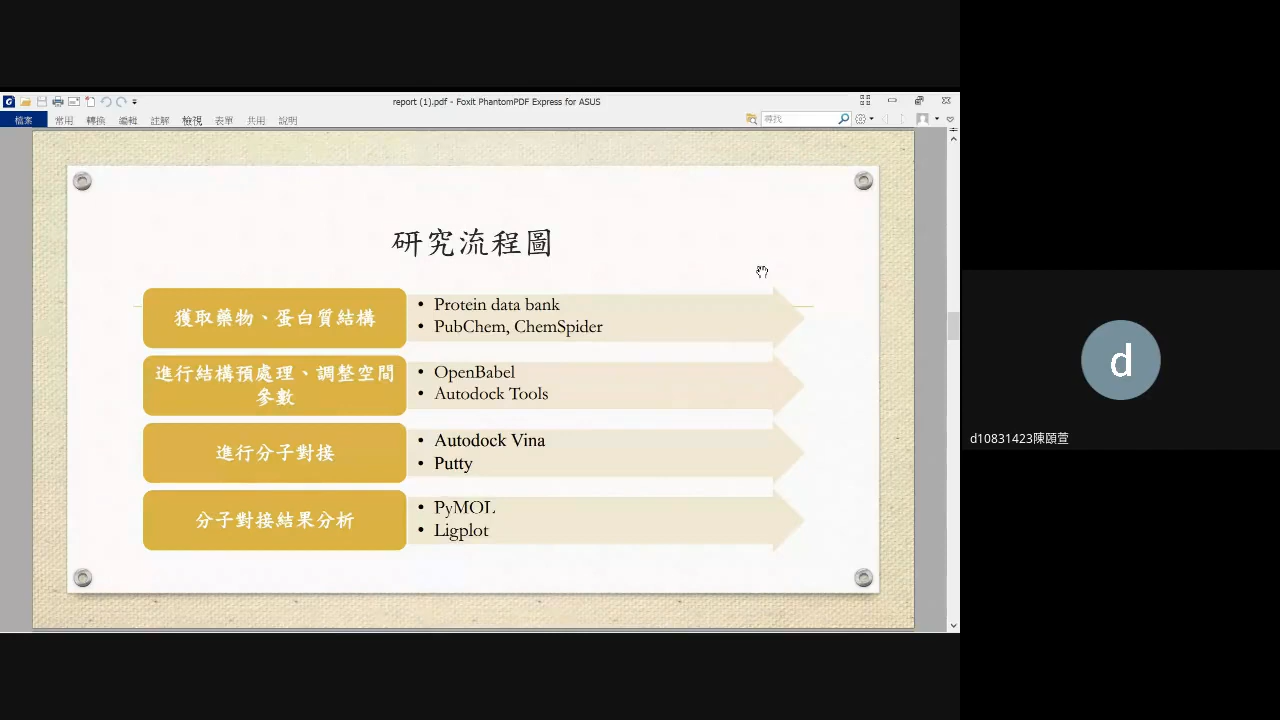 report (1).pdf - Foxit PhantomPDF Express for ASUS
檔案 常用 轉換 編輯 註解 檢視 表單 共用 說明 尋找
研究流程圖
獲取藥物、蛋白質結構
• Protein data bank
• PubChem, ChemSpider
進行結構預處理、調整空間
參數
• OpenBabel
• Autodock Tools
進行分子對接
• Autodock Vina
• Putty
分子對接結果分析
• PyMOL
• Ligplot
d
d10831423陳頤萱